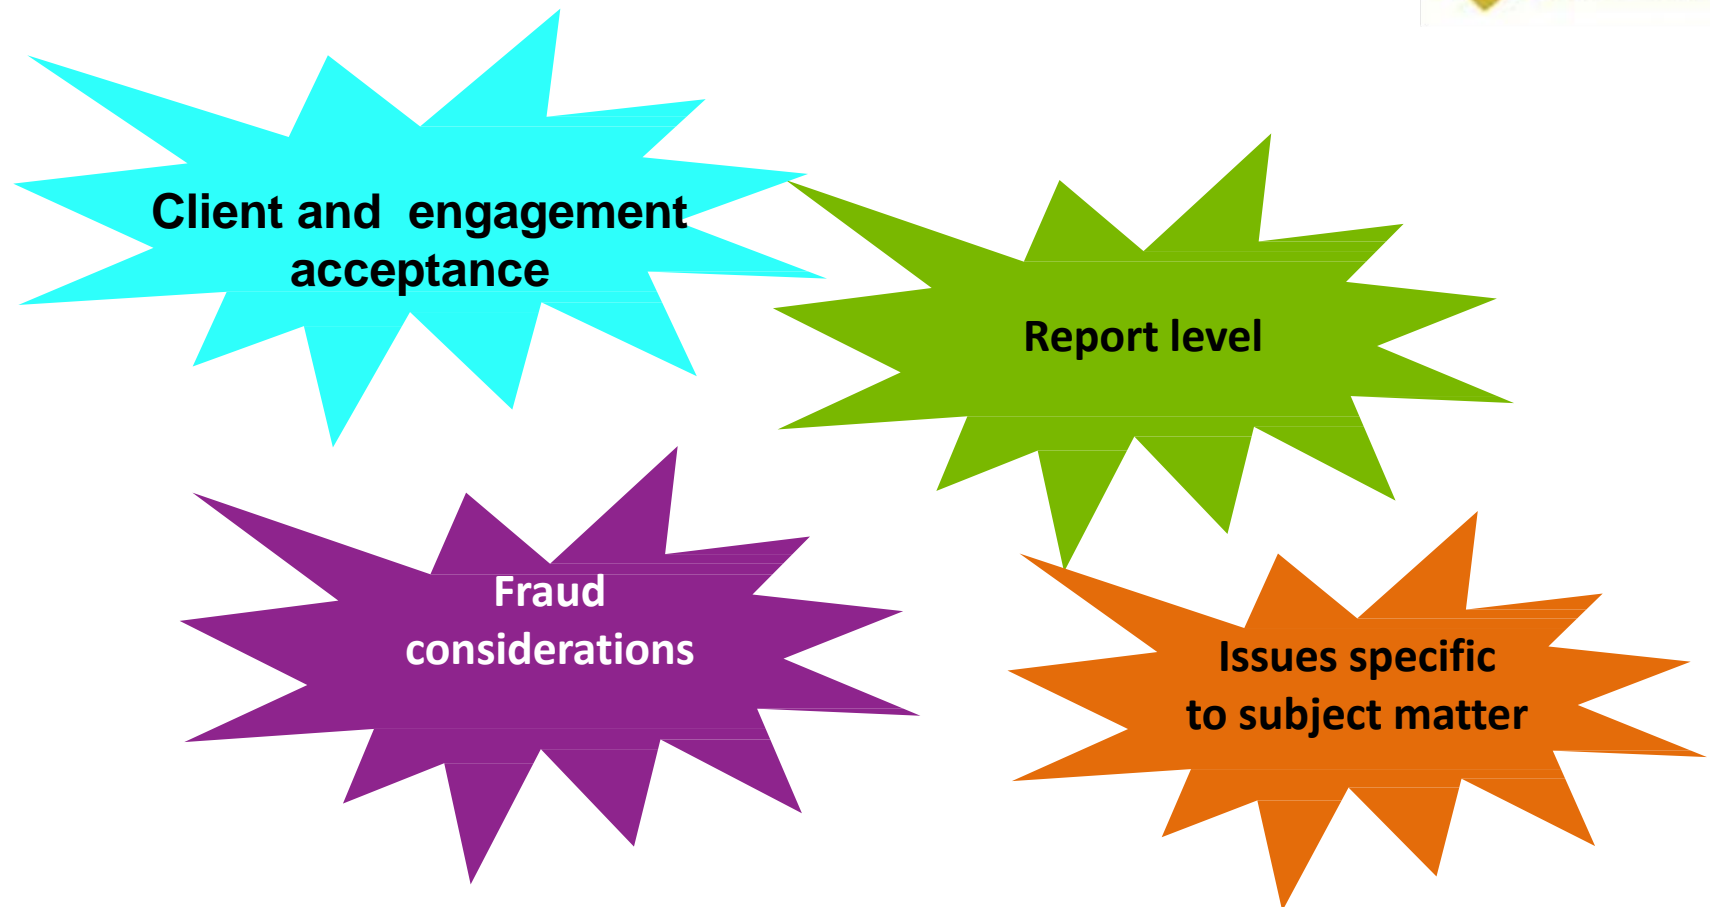 Client and  engagement
acceptance
Report level
Fraud
considerations
Issues specific
to subject matter